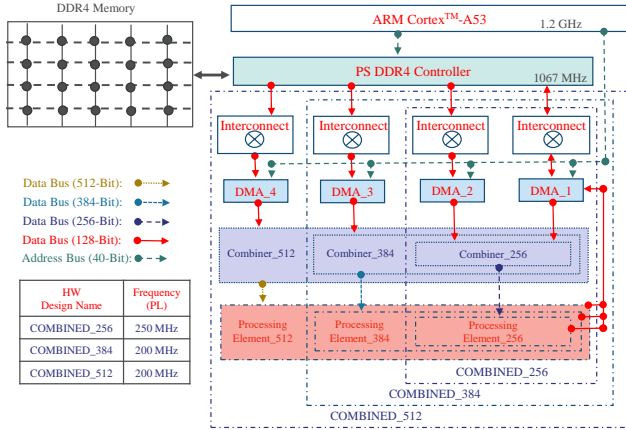 DDR4 Memory
ARM Cortex™-A53
1.2 GHz
PS DDR4 Controller
1067 MHz
Interconnect
Interconnect
Interconnect
Interconnect
DMA_4
DMA_3
DMA_2
DMA_1
Data Bus (512-Bit):
Data Bus (384-Bit):
Data Bus (256-Bit):
Data Bus (128-Bit):
Address Bus (40-Bit):
Combiner_512
Combiner_384
Combiner_256
HW
Design Name
Frequency
(PL)
COMBINED_256
250 MHz
COMBINED_384
200 MHz
COMBINED_512
200 MHz
Processing
Element_512
Processing
Element_384
Processing
Element_256
COMBINED_256
COMBINED_384
COMBINED_512